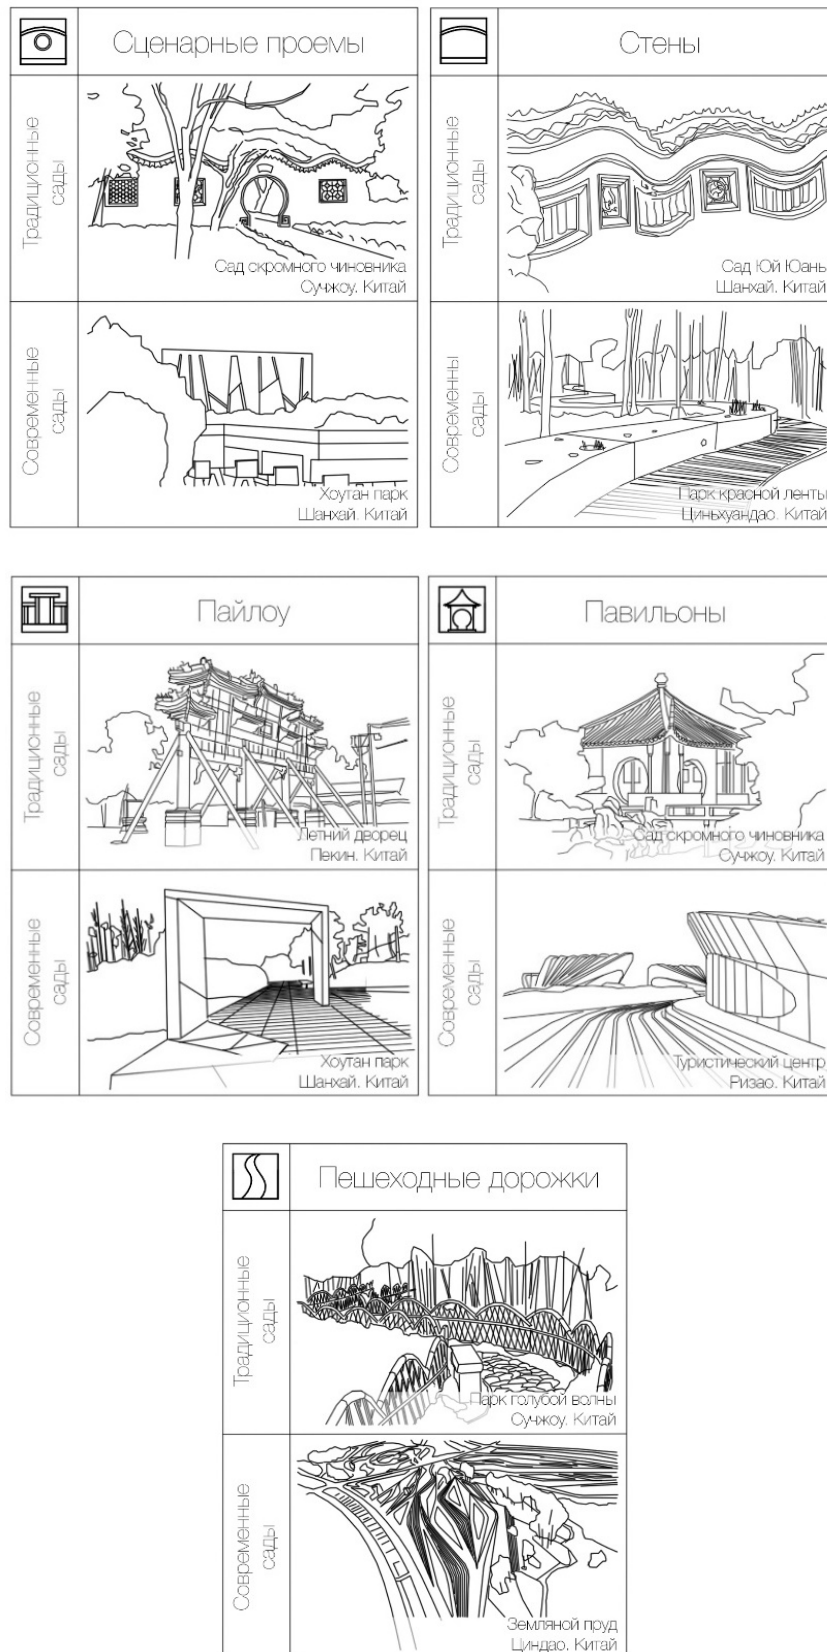 Сценарные проемы
Традиционные
сады
Сад скромного чиновника
Сучжоу. Китай
Современные
сады
Хоутан парк
Шанхай. Китай
Стены
Традиционные
сады
Сад Юй Юань
Шанхай. Китай
Современны
сады
Парк красной ленты
Циньхуандао. Китай
Пайлоу
Традиционные
сады
Летний дворец
Пекин. Китай
Современные
сады
Хоутан парк
Шанхай. Китай
Павильоны
Традиционные
сады
Сад скромного чиновника
Сучжоу. Китай
Современные
сады
Туристический центр
Ризао. Китай
Пешеходные дорожки
Традиционные
сады
Парк голубой волны
Сучжоу. Китай
Современные
сады
Земляной пруд
Циндао. Китай